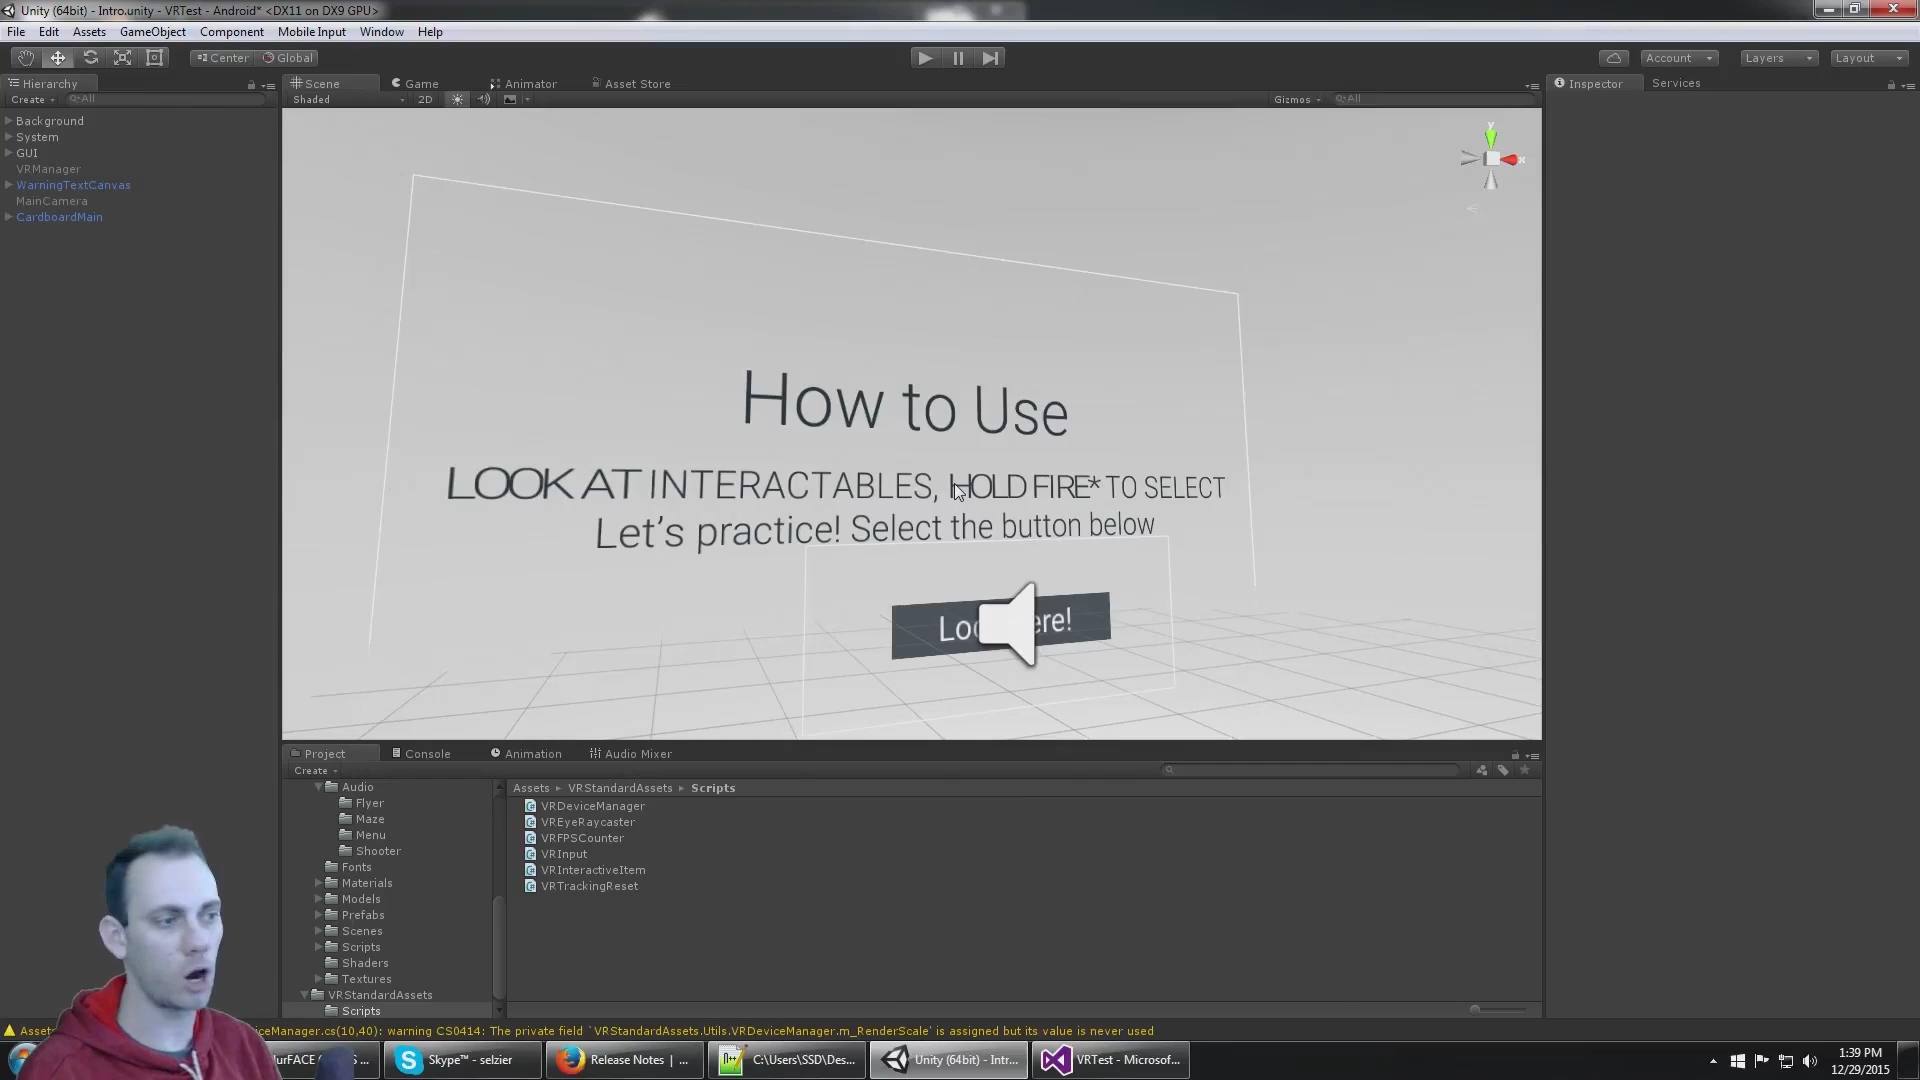 Unity (64bit) - Intro.unity - VRTest - Android* <DX11 on DX9 GPU>
File Edit Assets GameObject Component Mobile Input Window Help
Center Global Account Layers Layout
Hierarchy Scene Game Animator Asset Store Inspector Services
Create All Shaded 2D Gizmos All
Background
System
GUI
VRManager
WarningTextCanvas
MainCamera
CardboardMain
y
x
How to Use
LOOK AT INTERACTABLES, HOLD FIRE* TO SELECT
Let's practice! Select the button below
Project Console Animation Audio Mixer
Create
Audio
Flyer
Maze
Menu
Shooter
Fonts
Materials
Models
Prefabs
Scenes
Scripts
Shaders
Textures
VRStandardAssets
Scripts
Assets VRStandardAssets Scripts
VRDeviceManager
VREyeRaycaster
VRFPSCounter
VRInput
VRInteractiveItem
VRTrackingReset
Assets iceManager.cs(10,40): warning CS0414: The private field `VRStandardAssets.Utils.VRDeviceManager.m_RenderScale' is assigned but its value is never used
Skype™ - selzier Release Notes | ... C:\Users\SSD\Des... Unity (64bit) - Intr... VRTest - Microsof...
1:39 PM
12/29/2015